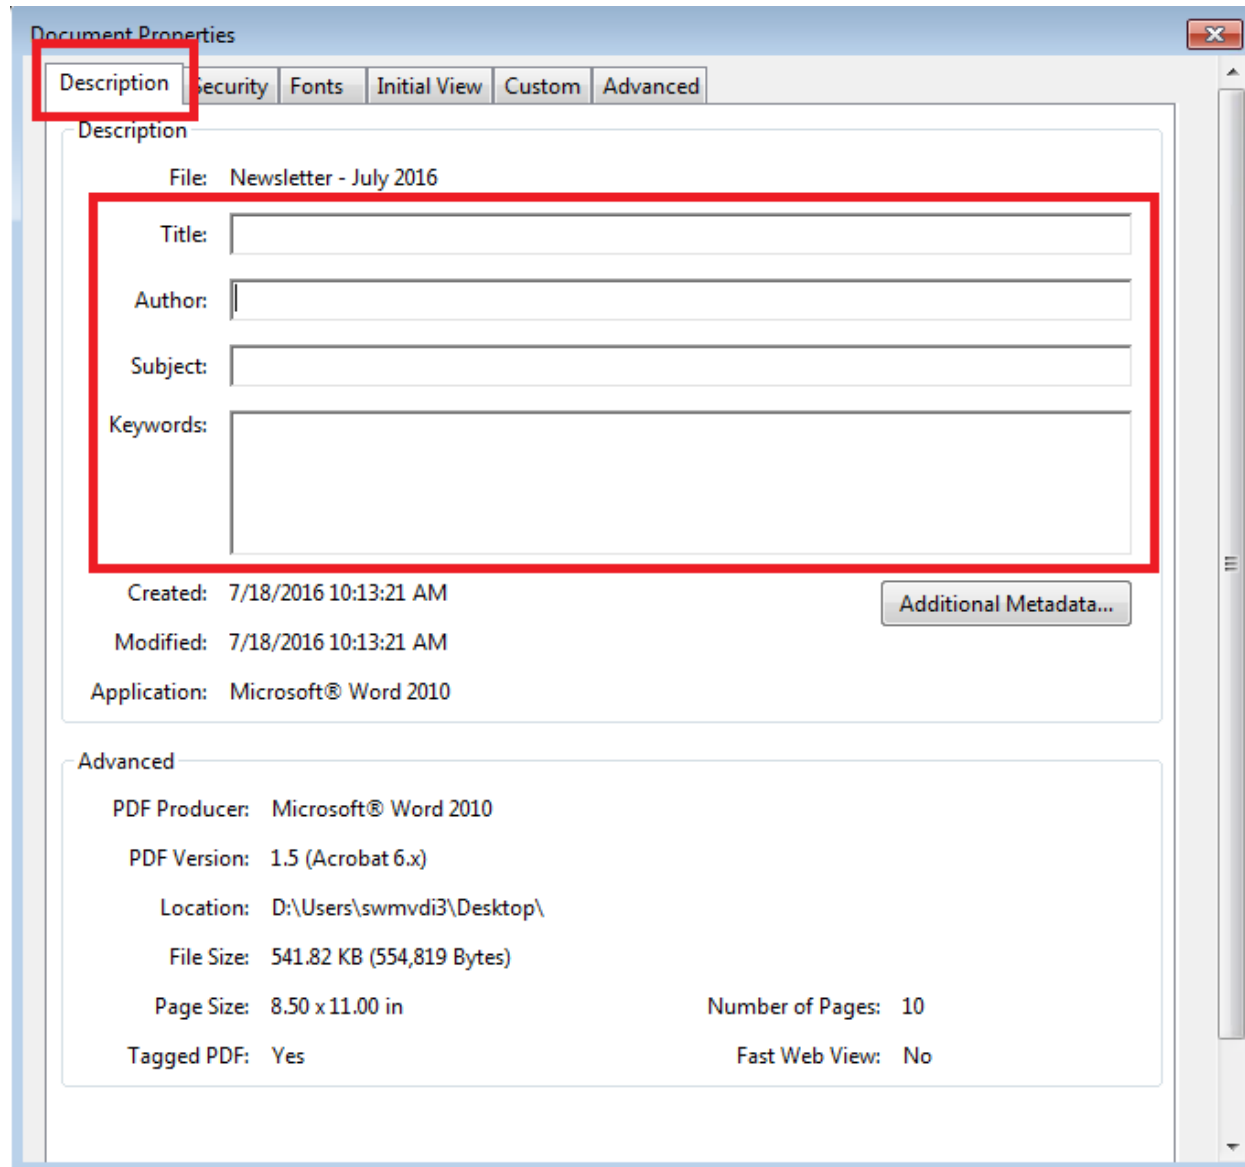 Document Properties
Description Security Fonts Initial View Custom Advanced
Description
File: Newsletter - July 2016
Title:
Author:
Subject:
Keywords:
Created: 7/18/2016 10:13:21 AM
Additional Metadata...
Modified: 7/18/2016 10:13:21 AM
Application: Microsoft® Word 2010
Advanced
PDF Producer: Microsoft® Word 2010
PDF Version: 1.5 (Acrobat 6.x)
Location: D:\Users\swmvdi3\Desktop\
File Size: 541.82 KB (554,819 Bytes)
Page Size: 8.50 x 11.00 in Number of Pages: 10
Tagged PDF: Yes Fast Web View: No